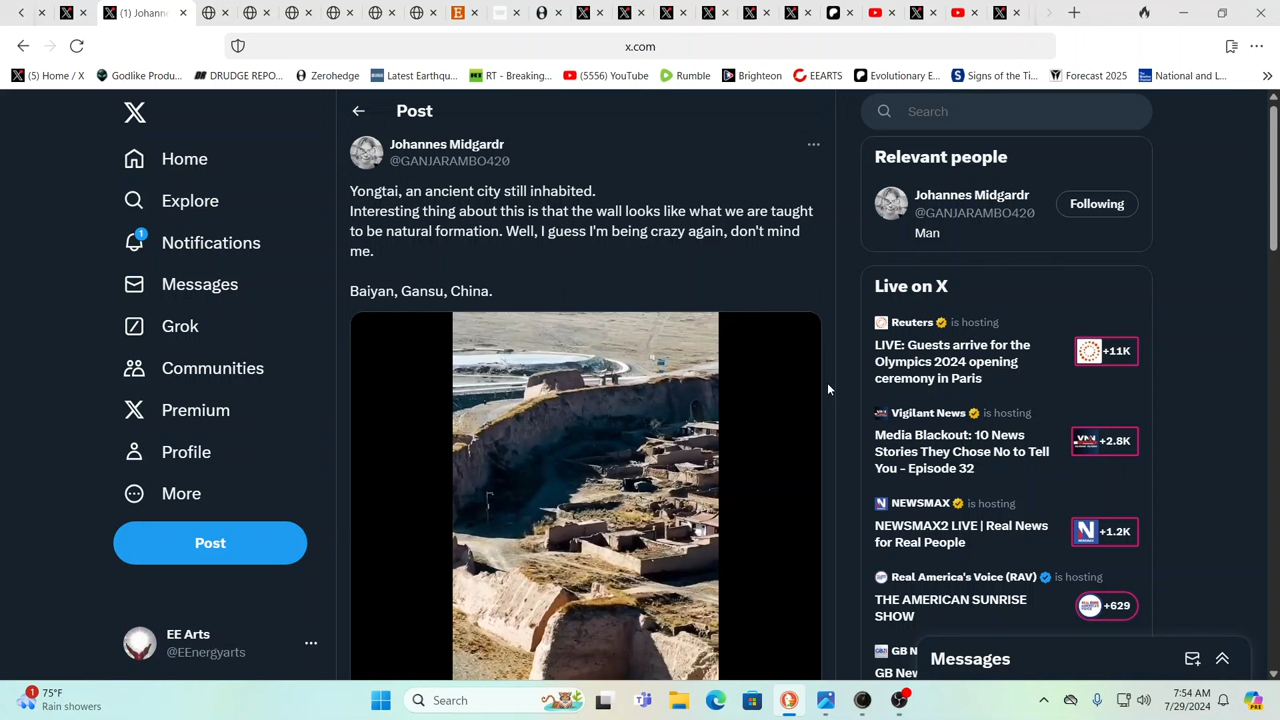 (1) Johanne
x.com
(5) Home / X
Godlike Produ...
DRUDGE REPO...
Zerohedge
Latest Earthqu...
RT - Breaking...
(5556) YouTube
Rumble
Brighteon
EEARTS
Evolutionary E...
Signs of the Ti...
Forecast 2025
National and L...
Home
Explore
1
Notifications
Messages
Grok
Communities
Premium
Profile
More
Post
EE Arts
@EEnergyarts
Post
Johannes Midgardr
@GANJARAMBO420
Yongtai, an ancient city still inhabited.
Interesting thing about this is that the wall looks like what we are taught
to be natural formation. Well, I guess I'm being crazy again, don't mind
me.
Baiyan, Gansu, China.
Search
Relevant people
Johannes Midgardr
@GANJARAMBO420
Following
Man
Live on X
Reuters is hosting
LIVE: Guests arrive for the
Olympics 2024 opening
ceremony in Paris
+11K
Vigilant News is hosting
Media Blackout: 10 News
Stories They Chose No to Tell
You – Episode 32
+2.8K
NEWSMAX is hosting
NEWSMAX2 LIVE | Real News
for Real People
+1.2K
Real America's Voice (RAV) is hosting
THE AMERICAN SUNRISE
SHOW
+629
GB N
GB New
Messages
1
75°F
Rain showers
Search
7:54 AM
7/29/2024